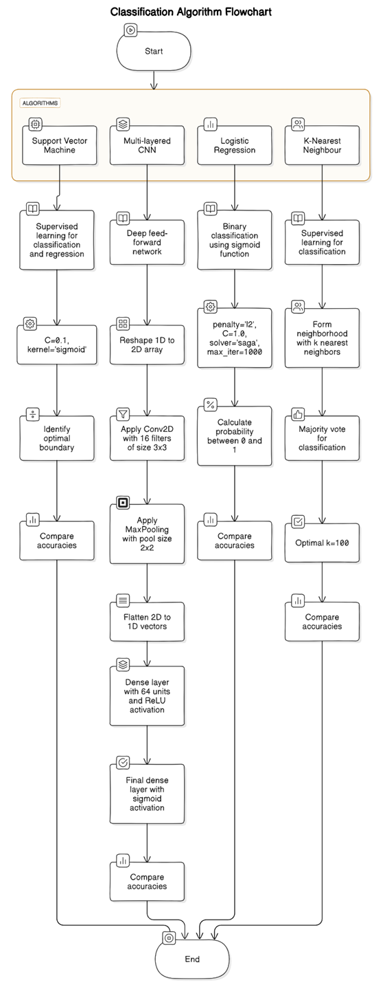 Classification Algorithm Flowchart
Start
ALGORITHMS
Support Vector
Machine
Multi-layered
CNN
Logistic
Regression
K-Nearest
Neighbour
Supervised
learning for
classification
and regression
Deep feed-
forward
network
Binary
classification
using sigmoid
function
Supervised
learning for
classification
C=0.1,
kernel='sigmoid'
Reshape 1D to
2D array
penalty='l2',
C=1.0,
solver='saga',
max_iter=1000
Form
neighborhood
with k nearest
neighbors
Identify
optimal
boundary
Apply Conv2D
with 16 filters
of size 3x3
Calculate
probability
between 0 and
1
Majority vote
for
classification
Compare
accuracies
Apply
MaxPooling
with pool size
2x2
Compare
accuracies
Optimal k=100
Flatten 2D to
1D vectors
Compare
accuracies
Dense layer
with 64 units
and ReLU
activation
Final dense
layer with
sigmoid
activation
Compare
accuracies
End